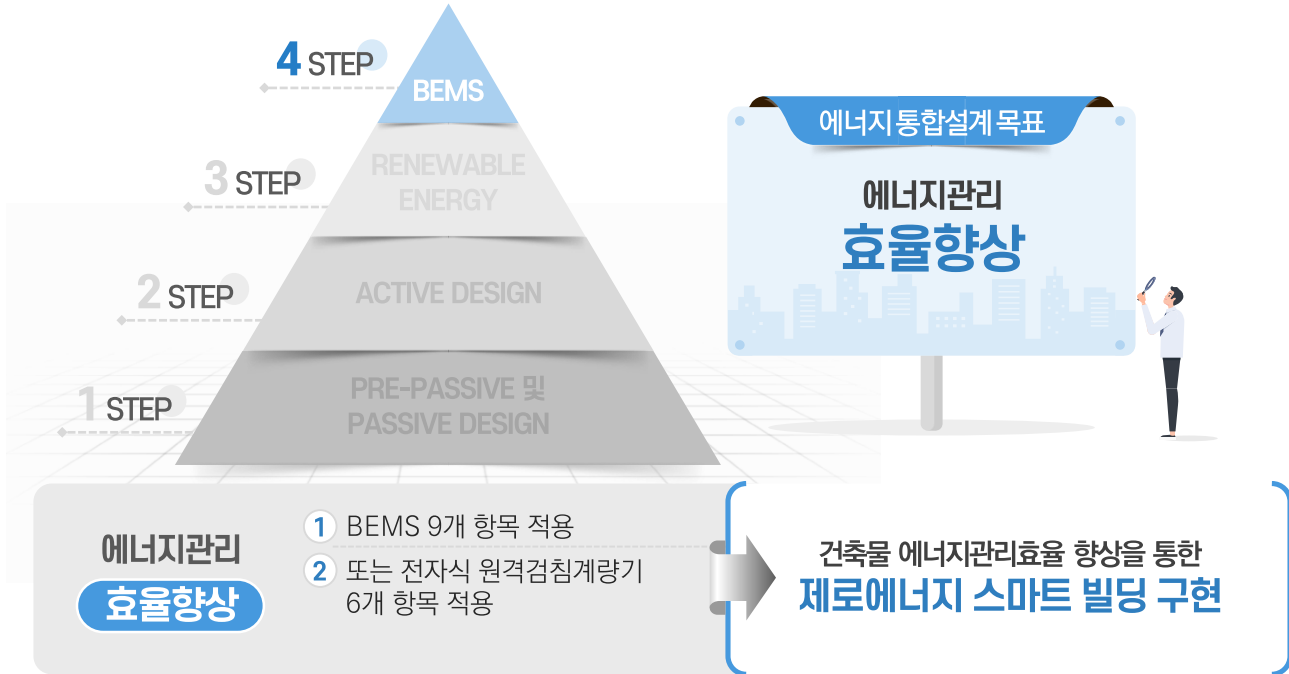 4 STEP
BEMS
3 STEP
RENEWABLE
ENERGY
2 STEP
ACTIVE DESIGN
1 STEP
PRE-PASSIVE 및
PASSIVE DESIGN
에너지통합설계 목표
에너지관리
효율향상
에너지관리
효율향상
1 BEMS 9개 항목 적용
2 또는 전자식 원격검침계량기
6개 항목 적용
건축물 에너지관리효율 향상을 통한
제로에너지 스마트 빌딩 구현